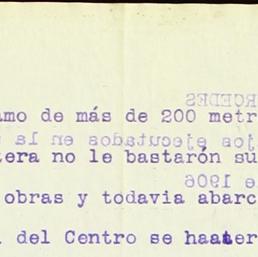 amo de más de 200 metr
tera no le bastarón su
obras y todavia abarc
del Centro se haater